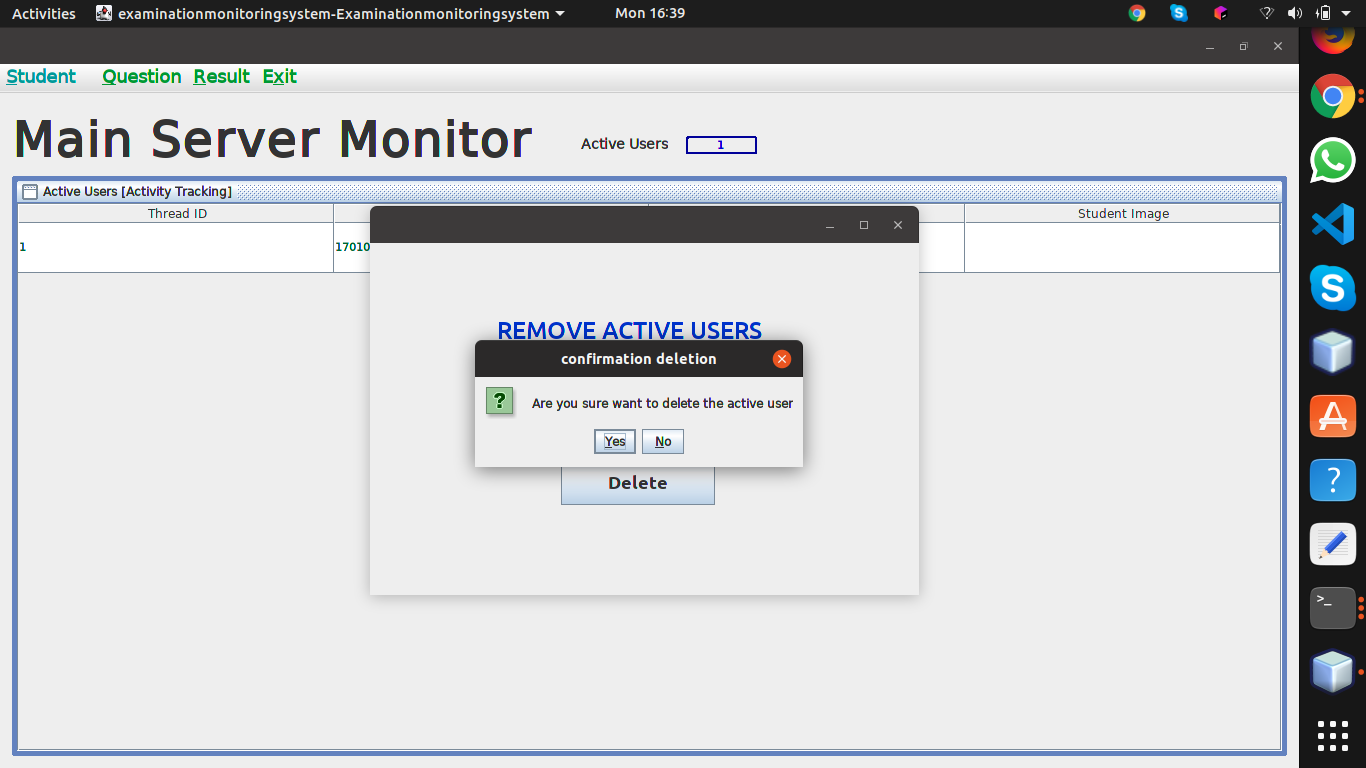 Activities examinationmonitoringsystem-Examinationmonitoringsystem Mon 16:39
Student Question Result Exit
Main Server Monitor
Active Users 1
Active Users [Activity Tracking]
Thread ID Student Image
1 17010
REMOVE ACTIVE USERS
confirmation deletion
? Are you sure want to delete the active user
Yes No
Delete